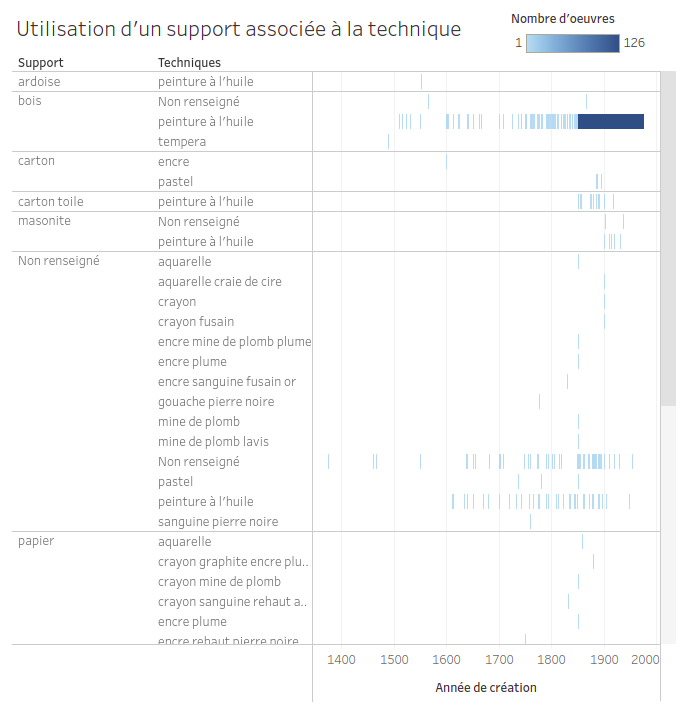 Utilisation d'un support associée à la technique
Nombre d'oeuvres
1 126
Support Techniques
ardoise peinture à l'huile
bois Non renseigné
peinture à l'huile
tempera
carton encre
pastel
carton toile peinture à l'huile
masonite Non renseigné
peinture à l'huile
Non renseigné aquarelle
aquarelle craie de cire
crayon
crayon fusain
encre mine de plomb plume
encre plume
encre sanguine fusain or
gouache pierre noire
mine de plomb
mine de plomb lavis
Non renseigné
pastel
peinture à l'huile
sanguine pierre noire
papier aquarelle
crayon graphite encre plu..
crayon mine de plomb
crayon sanguine rehaut a..
encre plume
encre rehaut pierre noire
1400 1500 1600 1700 1800 1900 2000
Année de création